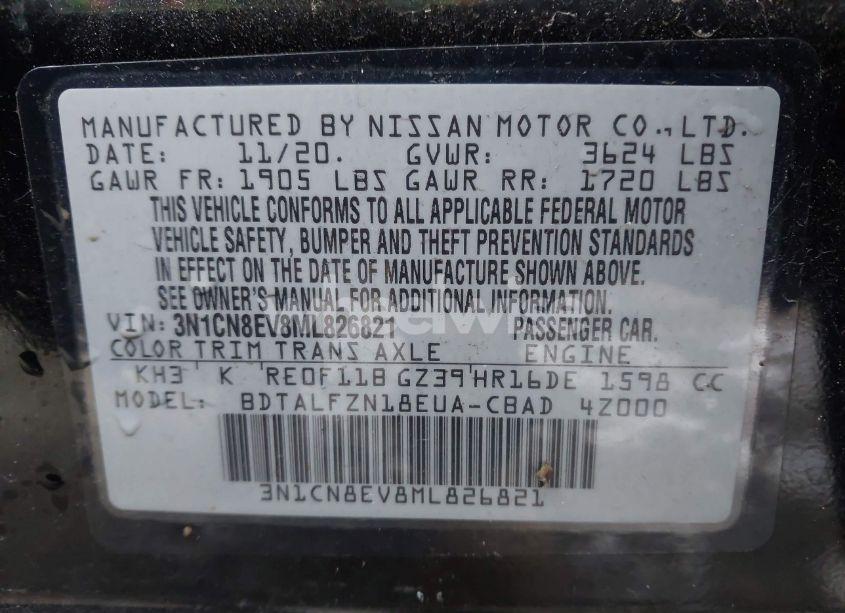 MANUFACTURED BY NISSAN MOTOR CO., LTD.
DATE: 11/20. GVWR: 3624 LBS
GAWR FR: 1905 LBS GAWR RR: 1720 LBS
THIS VEHICLE CONFORMS TO ALL APPLICABLE FEDERAL MOTOR
VEHICLE SAFETY, BUMPER AND THEFT PREVENTION STANDARDS
IN EFFECT ON THE DATE OF MANUFACTURE SHOWN ABOVE.
SEE OWNER'S MANUAL FOR ADDITIONAL INFORMATION.
VIN: 3N1CN8EV8ML826821 PASSENGER CAR.
COLOR TRIM TRANS AXLE ENGINE
KH3 K RE0F11B GZ39 HR16DE 1598 CC
MODEL: BDTALFZN18EUA-CBAD 4Z000
3N1CN8EV8ML826821